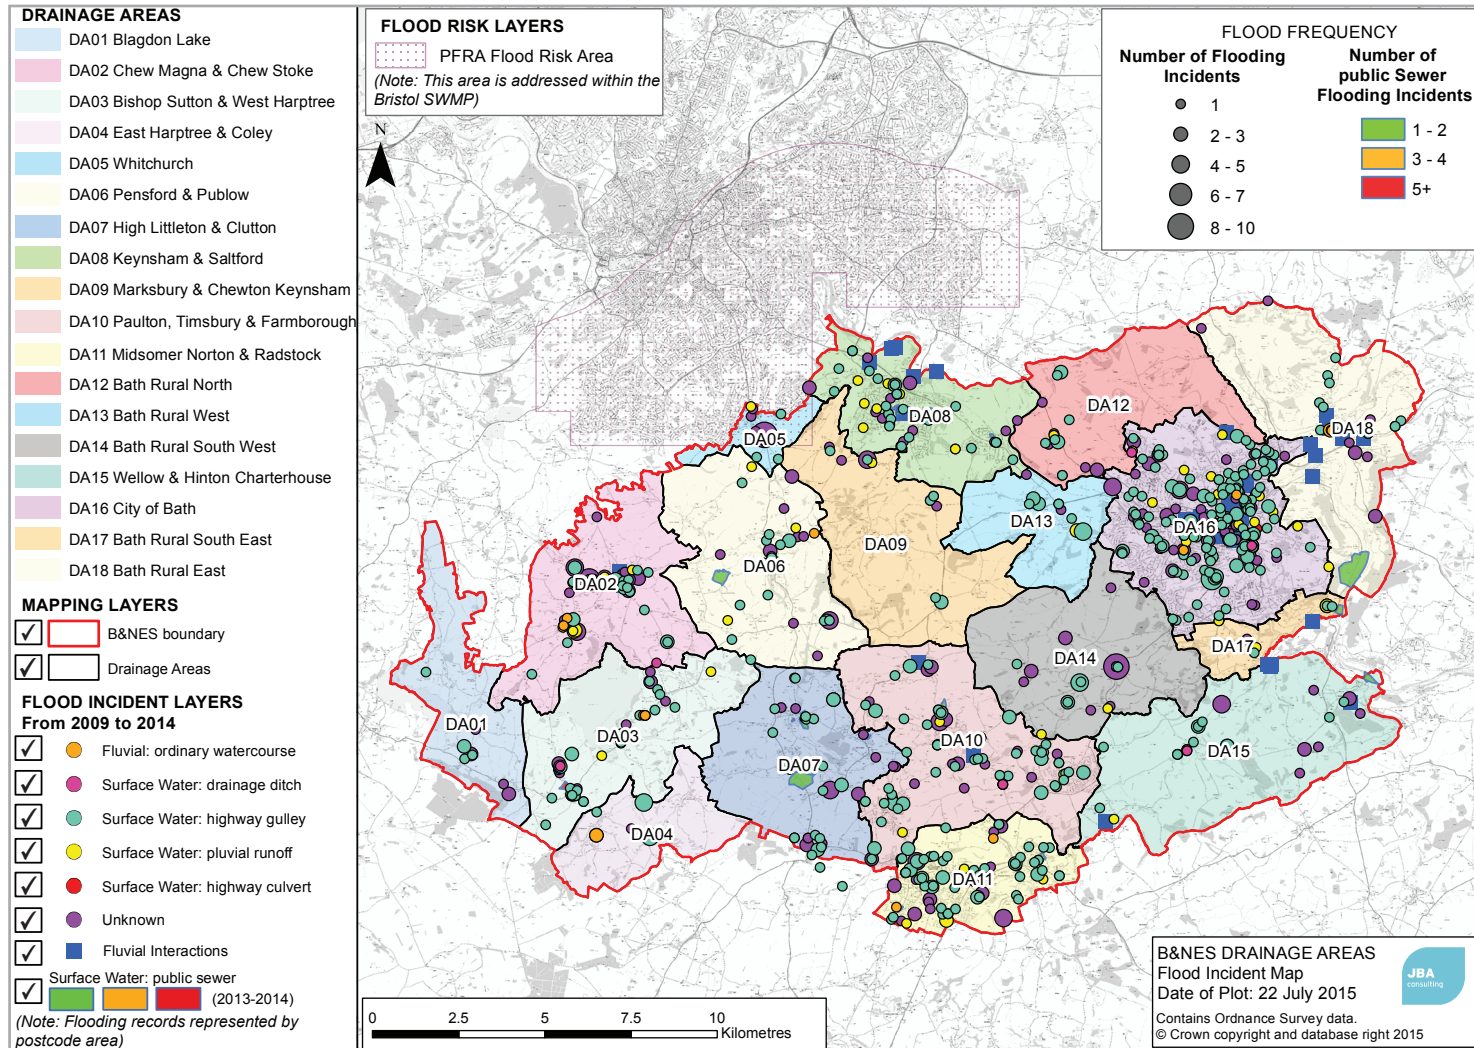 DRAINAGE AREAS
DA01 Blagdon Lake
DA02 Chew Magna & Chew Stoke
DA03 Bishop Sutton & West Harptree
DA04 East Harptree & Coley
DA05 Whitchurch
DA06 Pensford & Publow
DA07 High Littleton & Clutton
DA08 Keynsham & Saltford
DA09 Marksbury & Chewton Keynsham
DA10 Paulton, Timsbury & Farmborough
DA11 Midsomer Norton & Radstock
DA12 Bath Rural North
DA13 Bath Rural West
DA14 Bath Rural South West
DA15 Wellow & Hinton Charterhouse
DA16 City of Bath
DA17 Bath Rural South East
DA18 Bath Rural East
MAPPING LAYERS
B&NES boundary
Drainage Areas
FLOOD INCIDENT LAYERS
From 2009 to 2014
Fluvial: ordinary watercourse
Surface Water: drainage ditch
Surface Water: highway gulley
Surface Water: pluvial runoff
Surface Water: highway culvert
Unknown
Fluvial Interactions
Surface Water: public sewer
(2013-2014)
(Note: Flooding records represented by
postcode area)
FLOOD RISK LAYERS
PFRA Flood Risk Area
(Note: This area is addressed within the
Bristol SWMP)
N
FLOOD FREQUENCY
Number of Flooding
Incidents
1
2 - 3
4 - 5
6 - 7
8 - 10
Number of
public Sewer
Flooding Incidents
1 - 2
3 - 4
5+
DA12
DA08
DA18
DA05
DA13
DA16
DA09
DA06
DA02
DA17
DA14
DA01
DA03
DA10
DA15
DA07
DA04
DA11
0 2.5 5 7.5 10
Kilometres
B&NES DRAINAGE AREAS
Flood Incident Map
Date of Plot: 22 July 2015
Contains Ordnance Survey data.
© Crown copyright and database right 2015
JBA
consulting